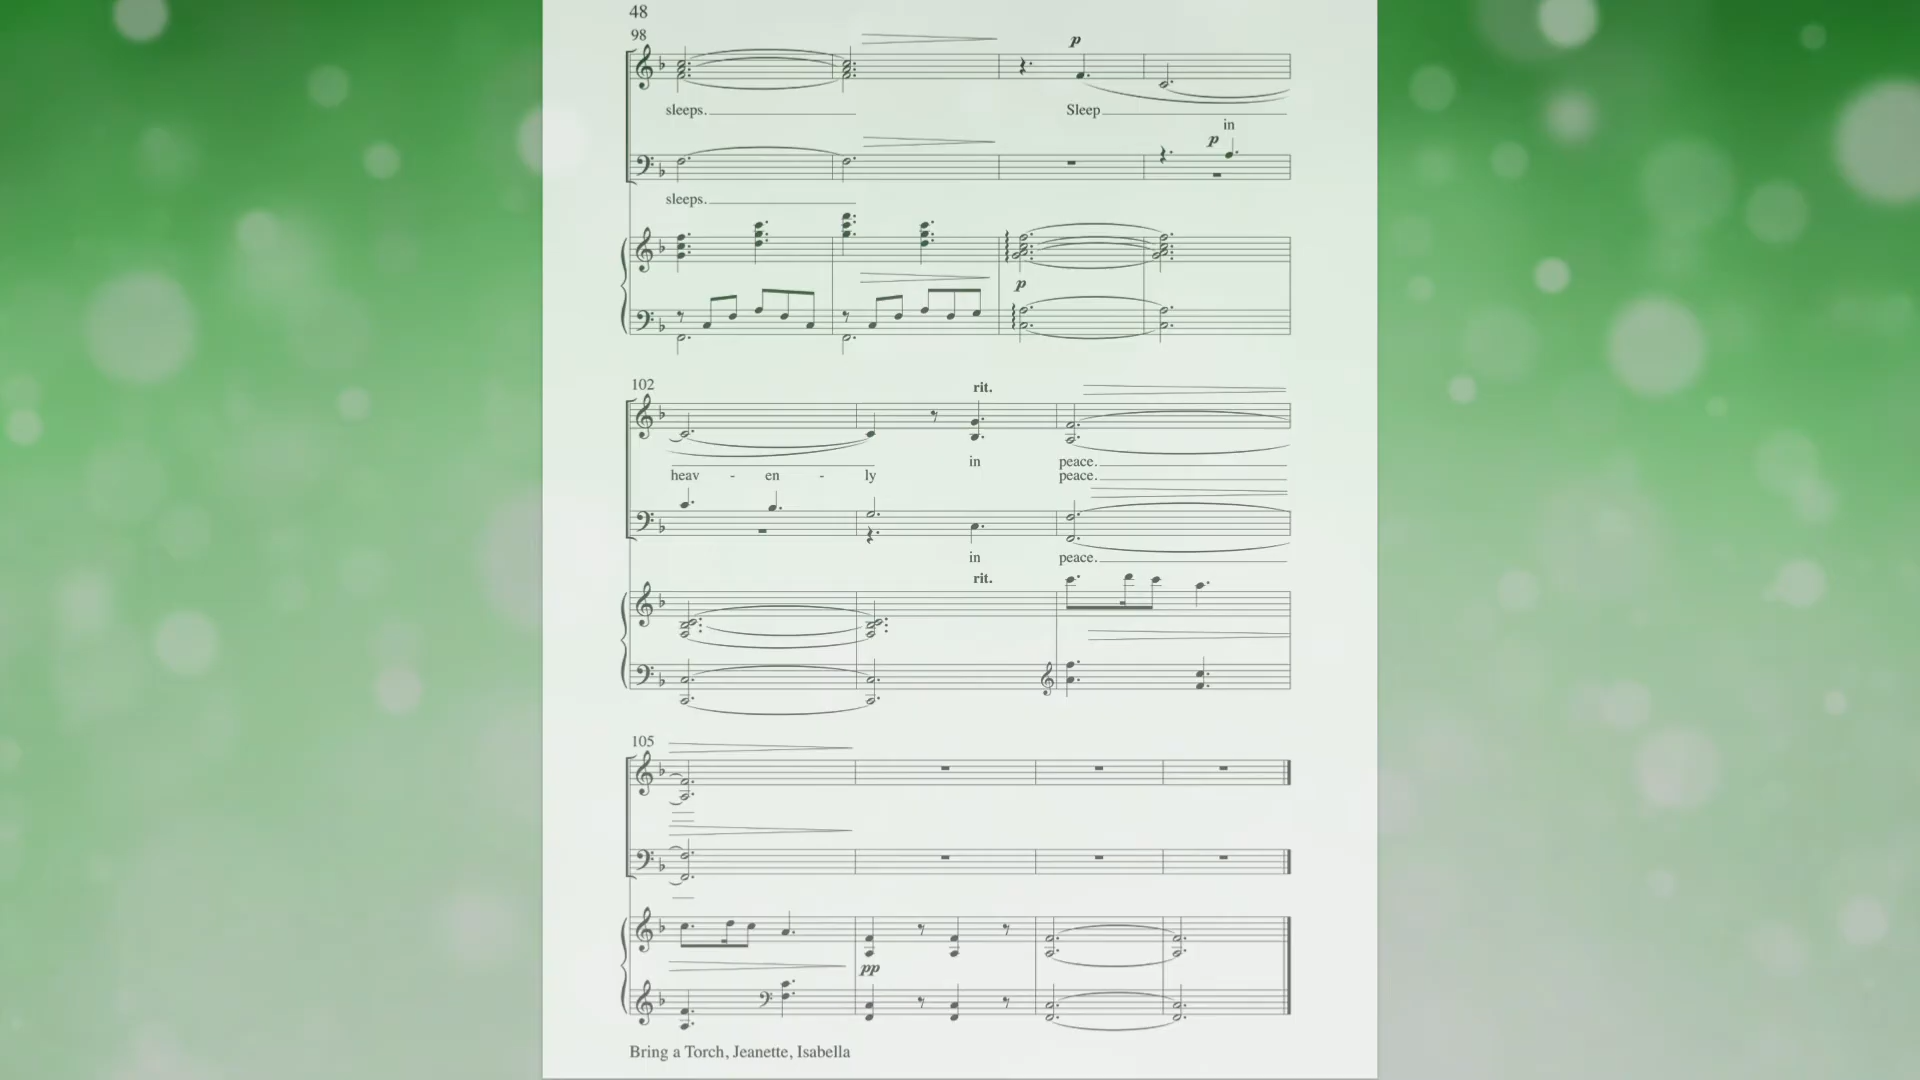 48
98
p
sleeps.
Sleep
in
p
sleeps.
p
102
rit.
in peace.
heav - en - ly peace.
in peace.
rit.
105
pp
Bring a Torch, Jeanette, Isabella